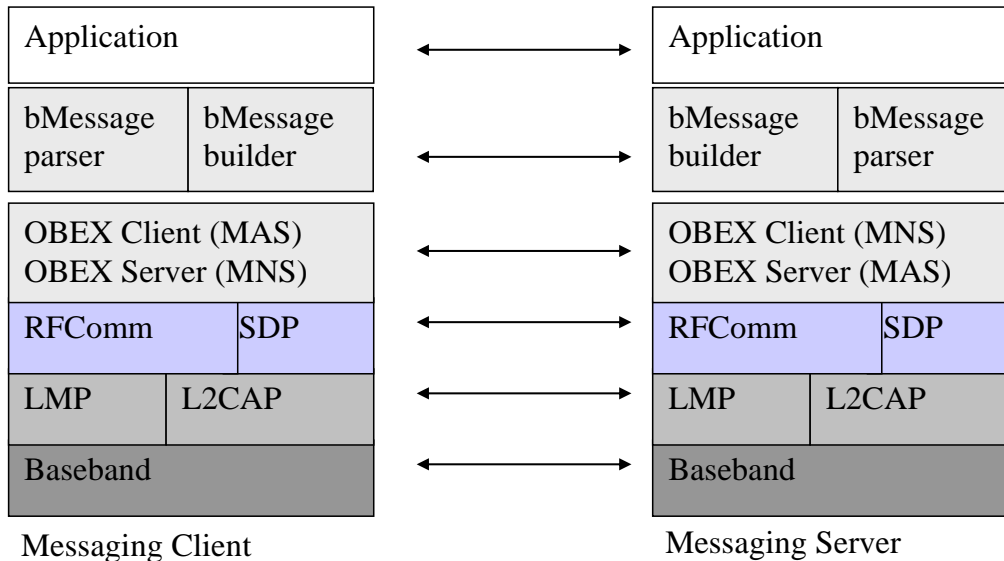 Application
bMessage
parser
bMessage
builder
OBEX Client (MAS)
OBEX Server (MNS)
RFComm
SDP
LMP
L2CAP
Baseband
Messaging Client
Application
bMessage
builder
bMessage
parser
OBEX Client (MNS)
OBEX Server (MAS)
RFComm
SDP
LMP
L2CAP
Baseband
Messaging Server